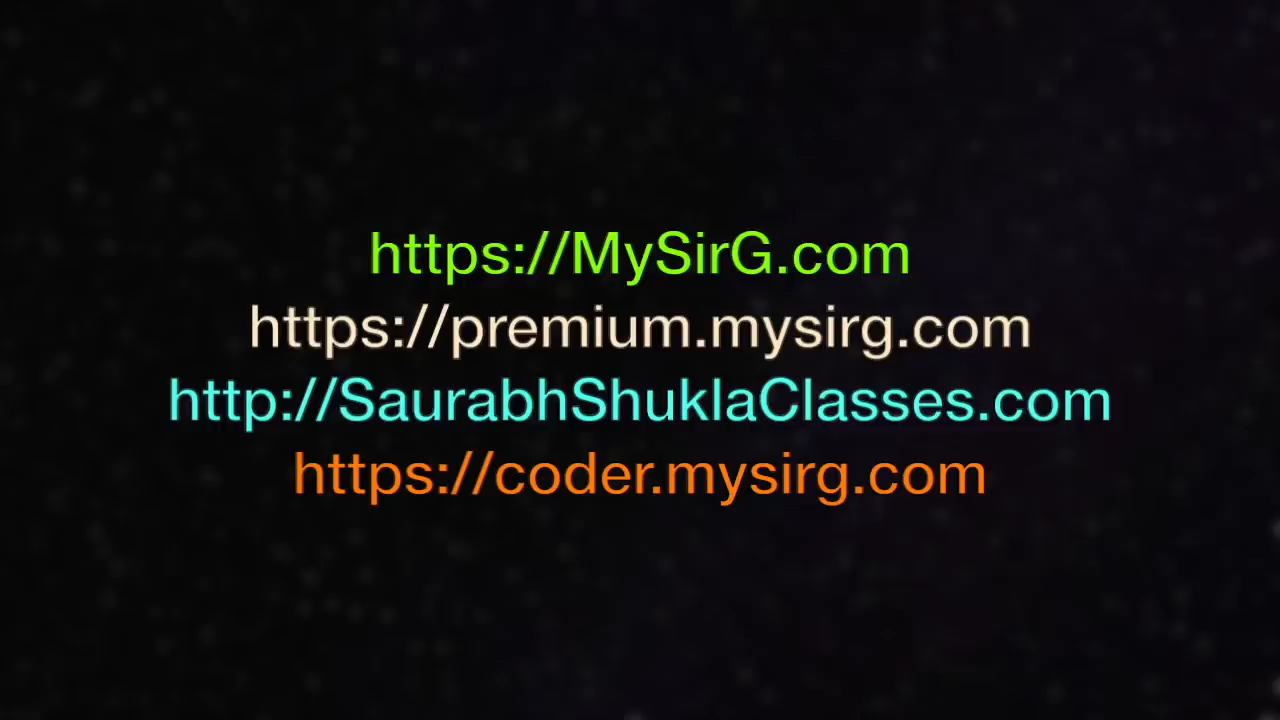 https://MySirG.com
https://premium.mysirg.com
http://SaurabhShuklaClasses.com
https://coder.mysirg.com